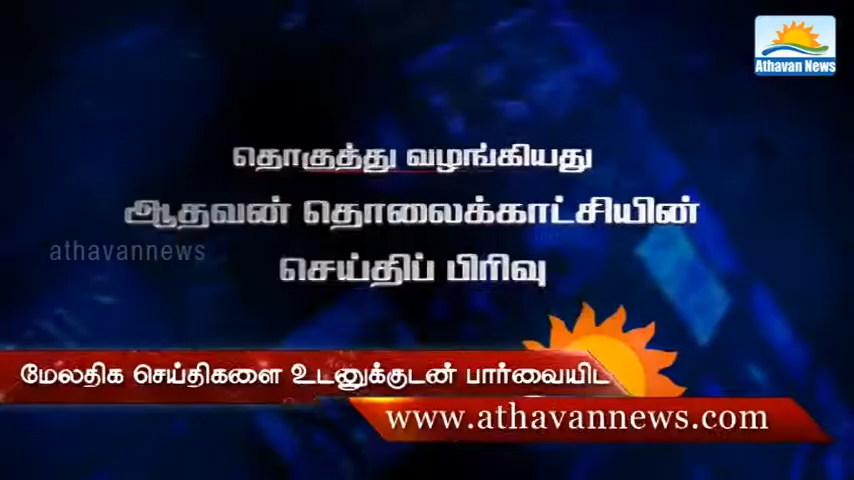 Athavan News
தொகுத்து வழங்கியது
ஆதவன் தொலைக்காட்சியின்
athavannews
செய்திப் பிரிவு
மேலதிக செய்திகளை உடனுக்குடன் பார்வையிட
www.athavannews.com